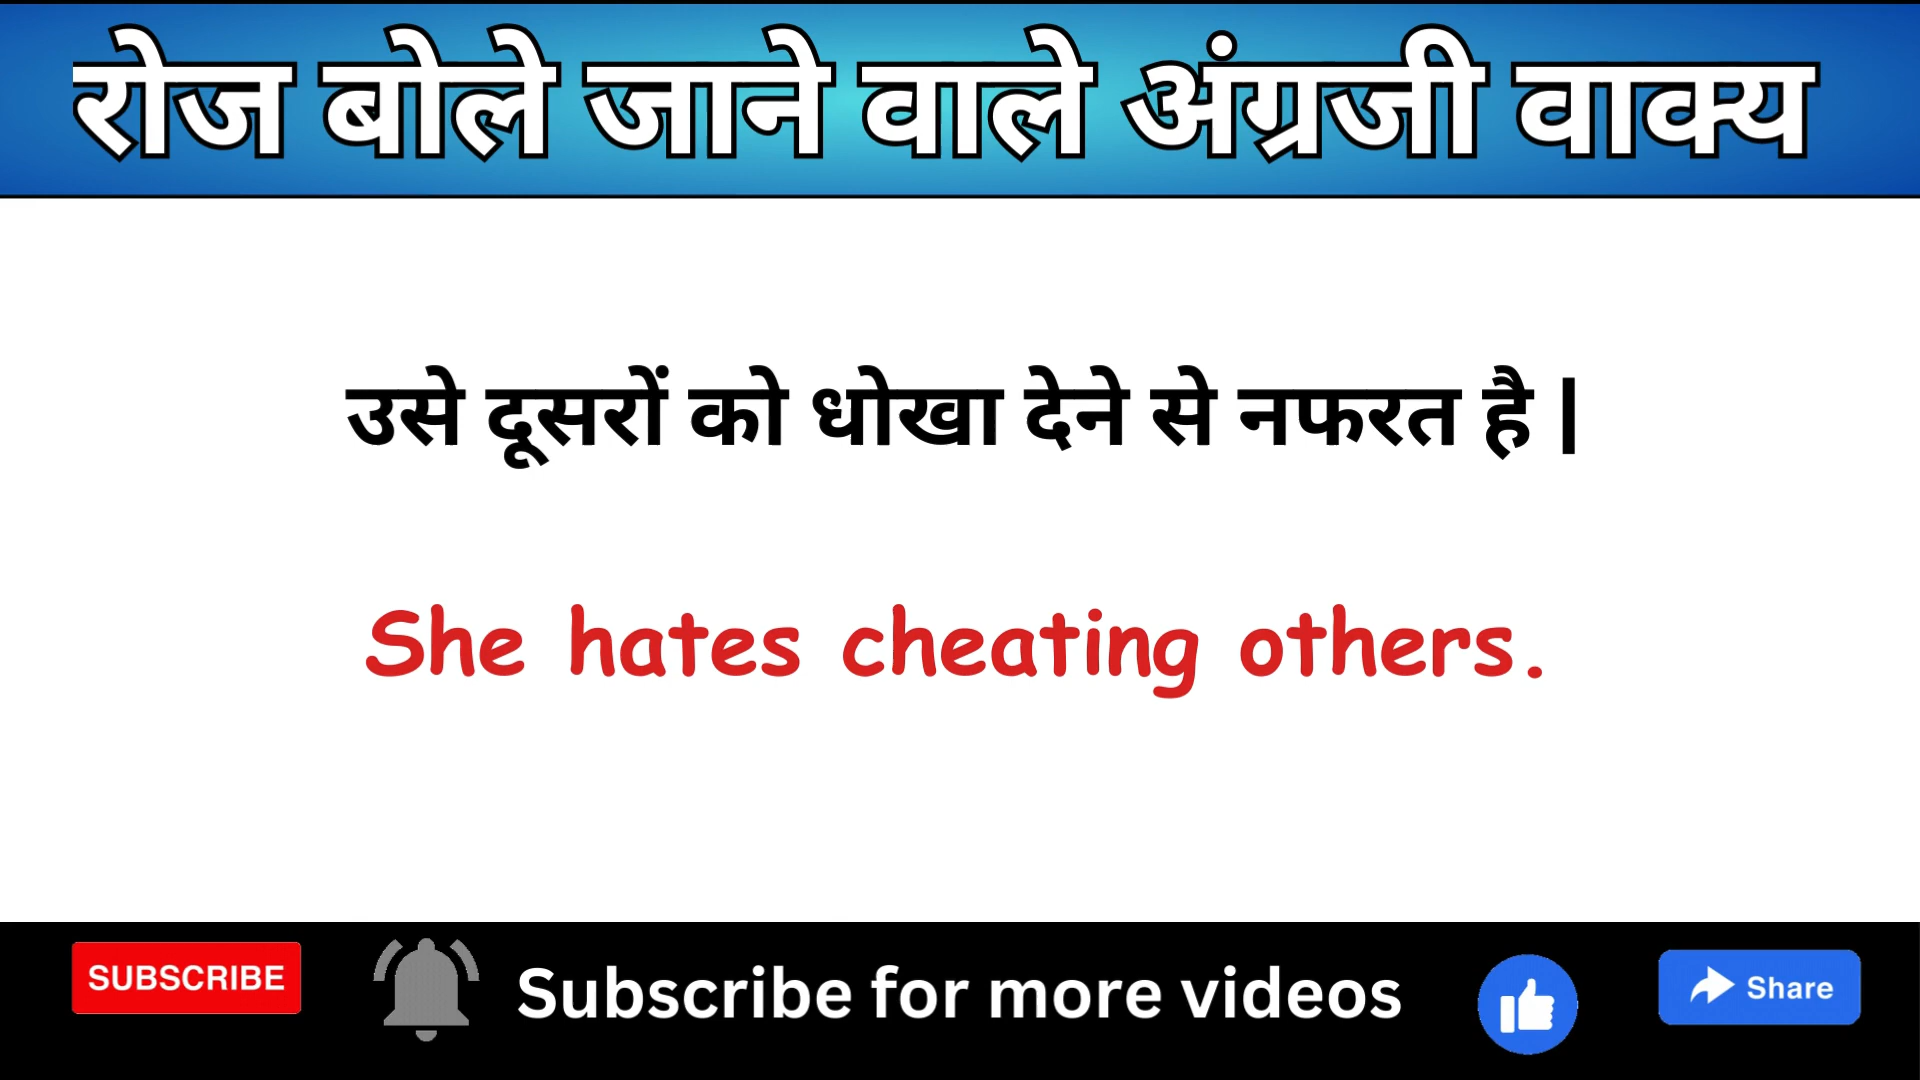 रोज बोले जाने वाले अंग्रजी वाक्य
उसे दूसरों को धोखा देने से नफरत है |
She hates cheating others.
SUBSCRIBE
Subscribe for more videos
Share